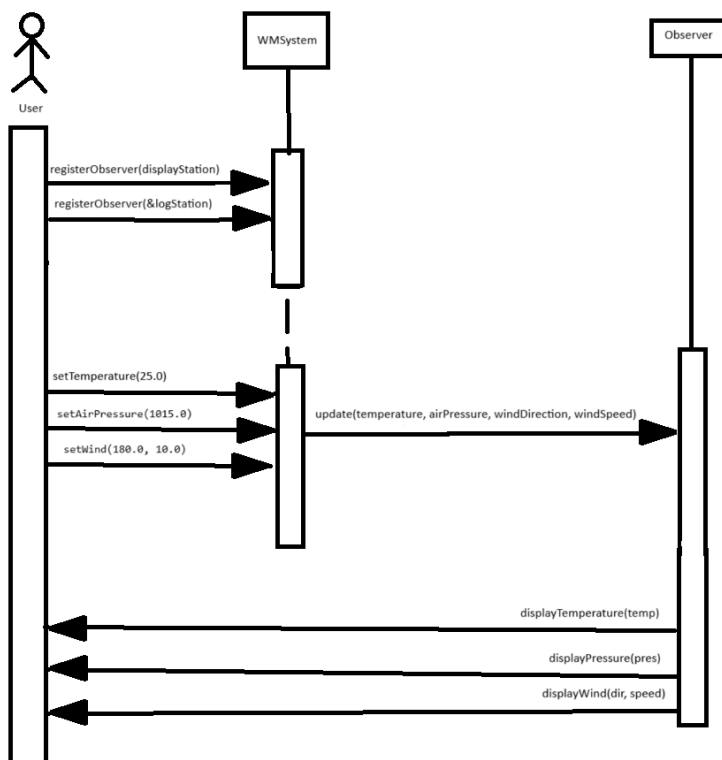 WMSystem
Observer
User
registerObserver(displayStation)
registerObserver(&logStation)
setTemperature(25.0)
setAirPressure(1015.0)
update(temperature, airPressure, windDirection, windSpeed)
setWind(180.0, 10.0)
displayTemperature(temp)
displayPressure(pres)
displayWind(dir, speed)